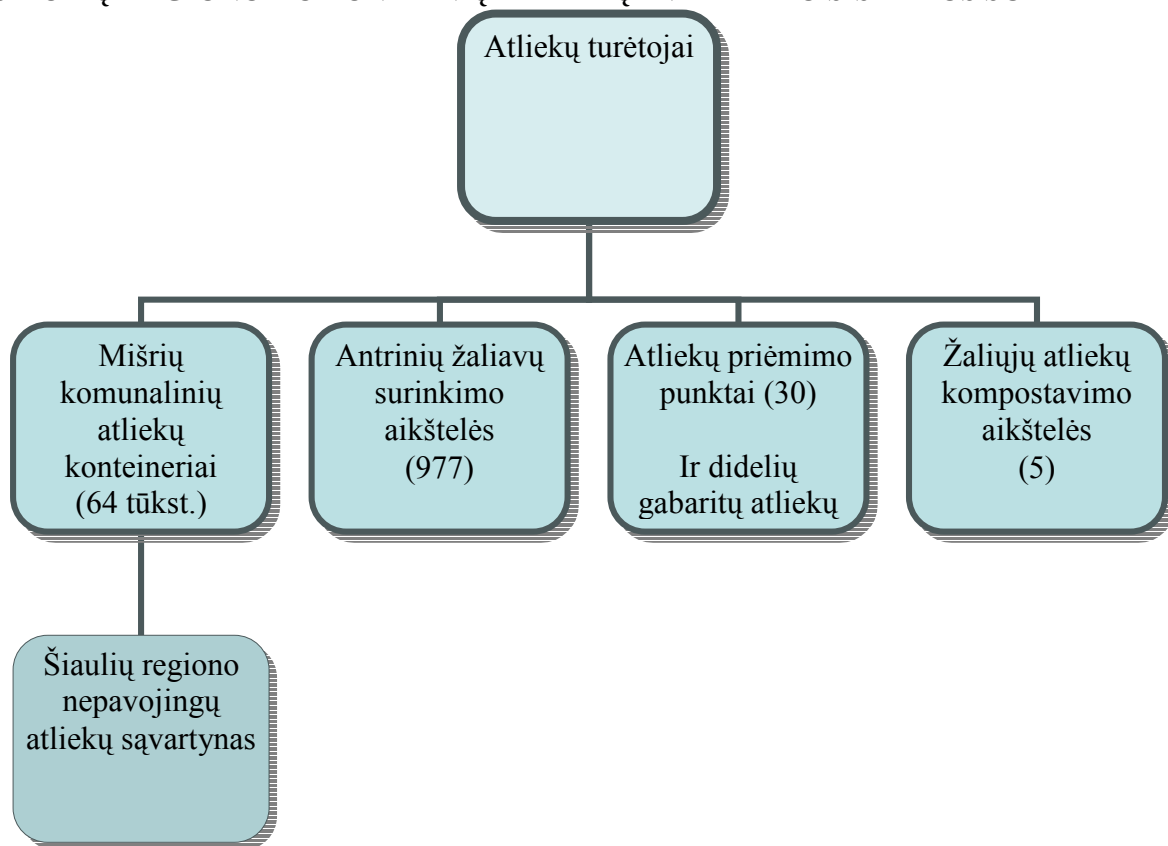 Atliekų turėtojai
Mišrių
komunalinių
atliekų
konteineriai
(64 tūkst.)
Antrinių žaliavų
surinkimo
aikštelės
(977)
Atliekų priėmimo
punktai (30)
Ir didelių
gabaritų atliekų
Žaliųjų atliekų
kompostavimo
aikštelės
(5)
Šiaulių regiono
nepavojingų
atliekų sąvartynas